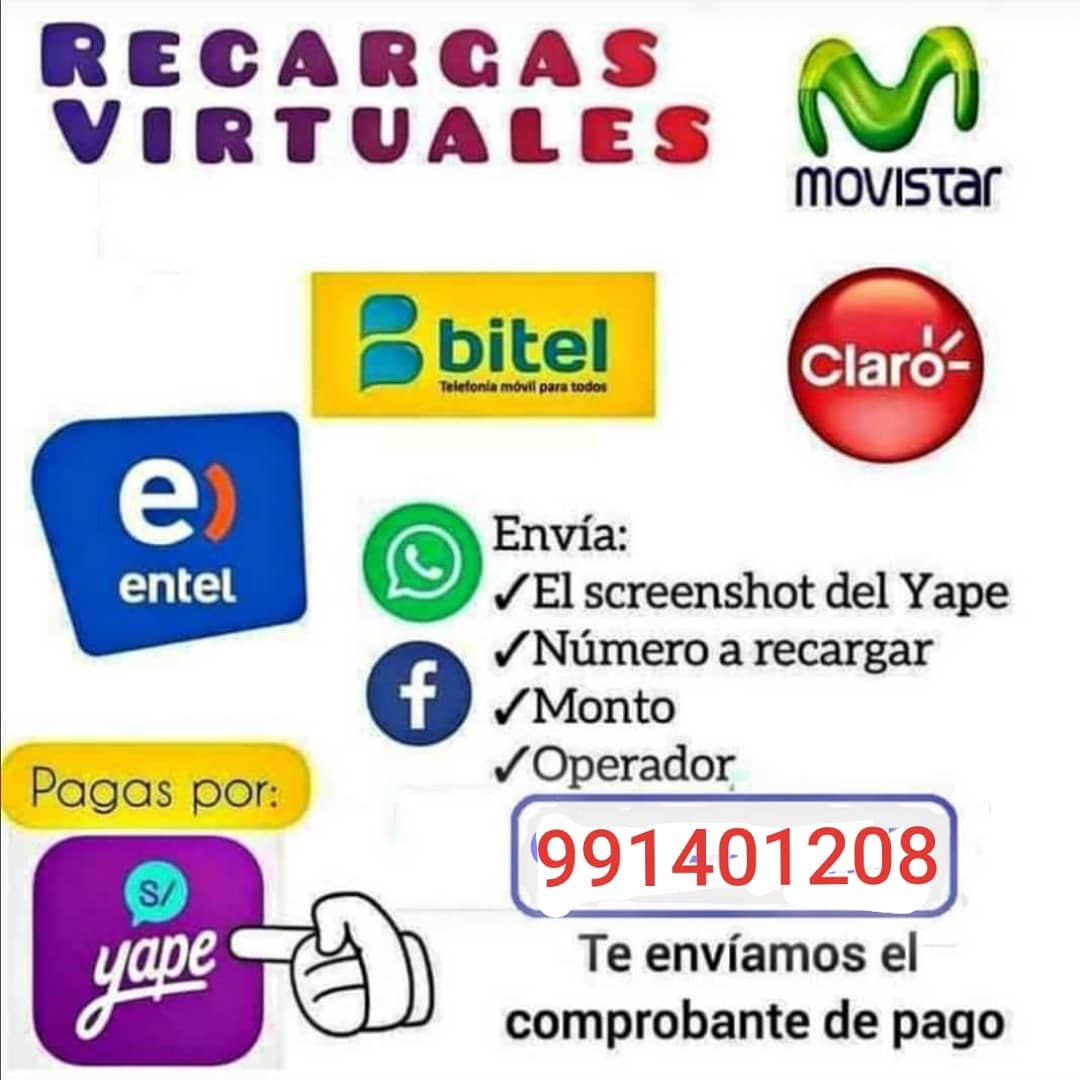 RECARGAS
VIRTUALES
movistar
bitel
Telefonía móvil para todos
Claro
e)
entel
Envía:
✓El screenshot del Yape
✓Número a recargar
✓Monto
✓Operador
Pagas por:
991401208
S/
yape
Te envíamos el
comprobante de pago